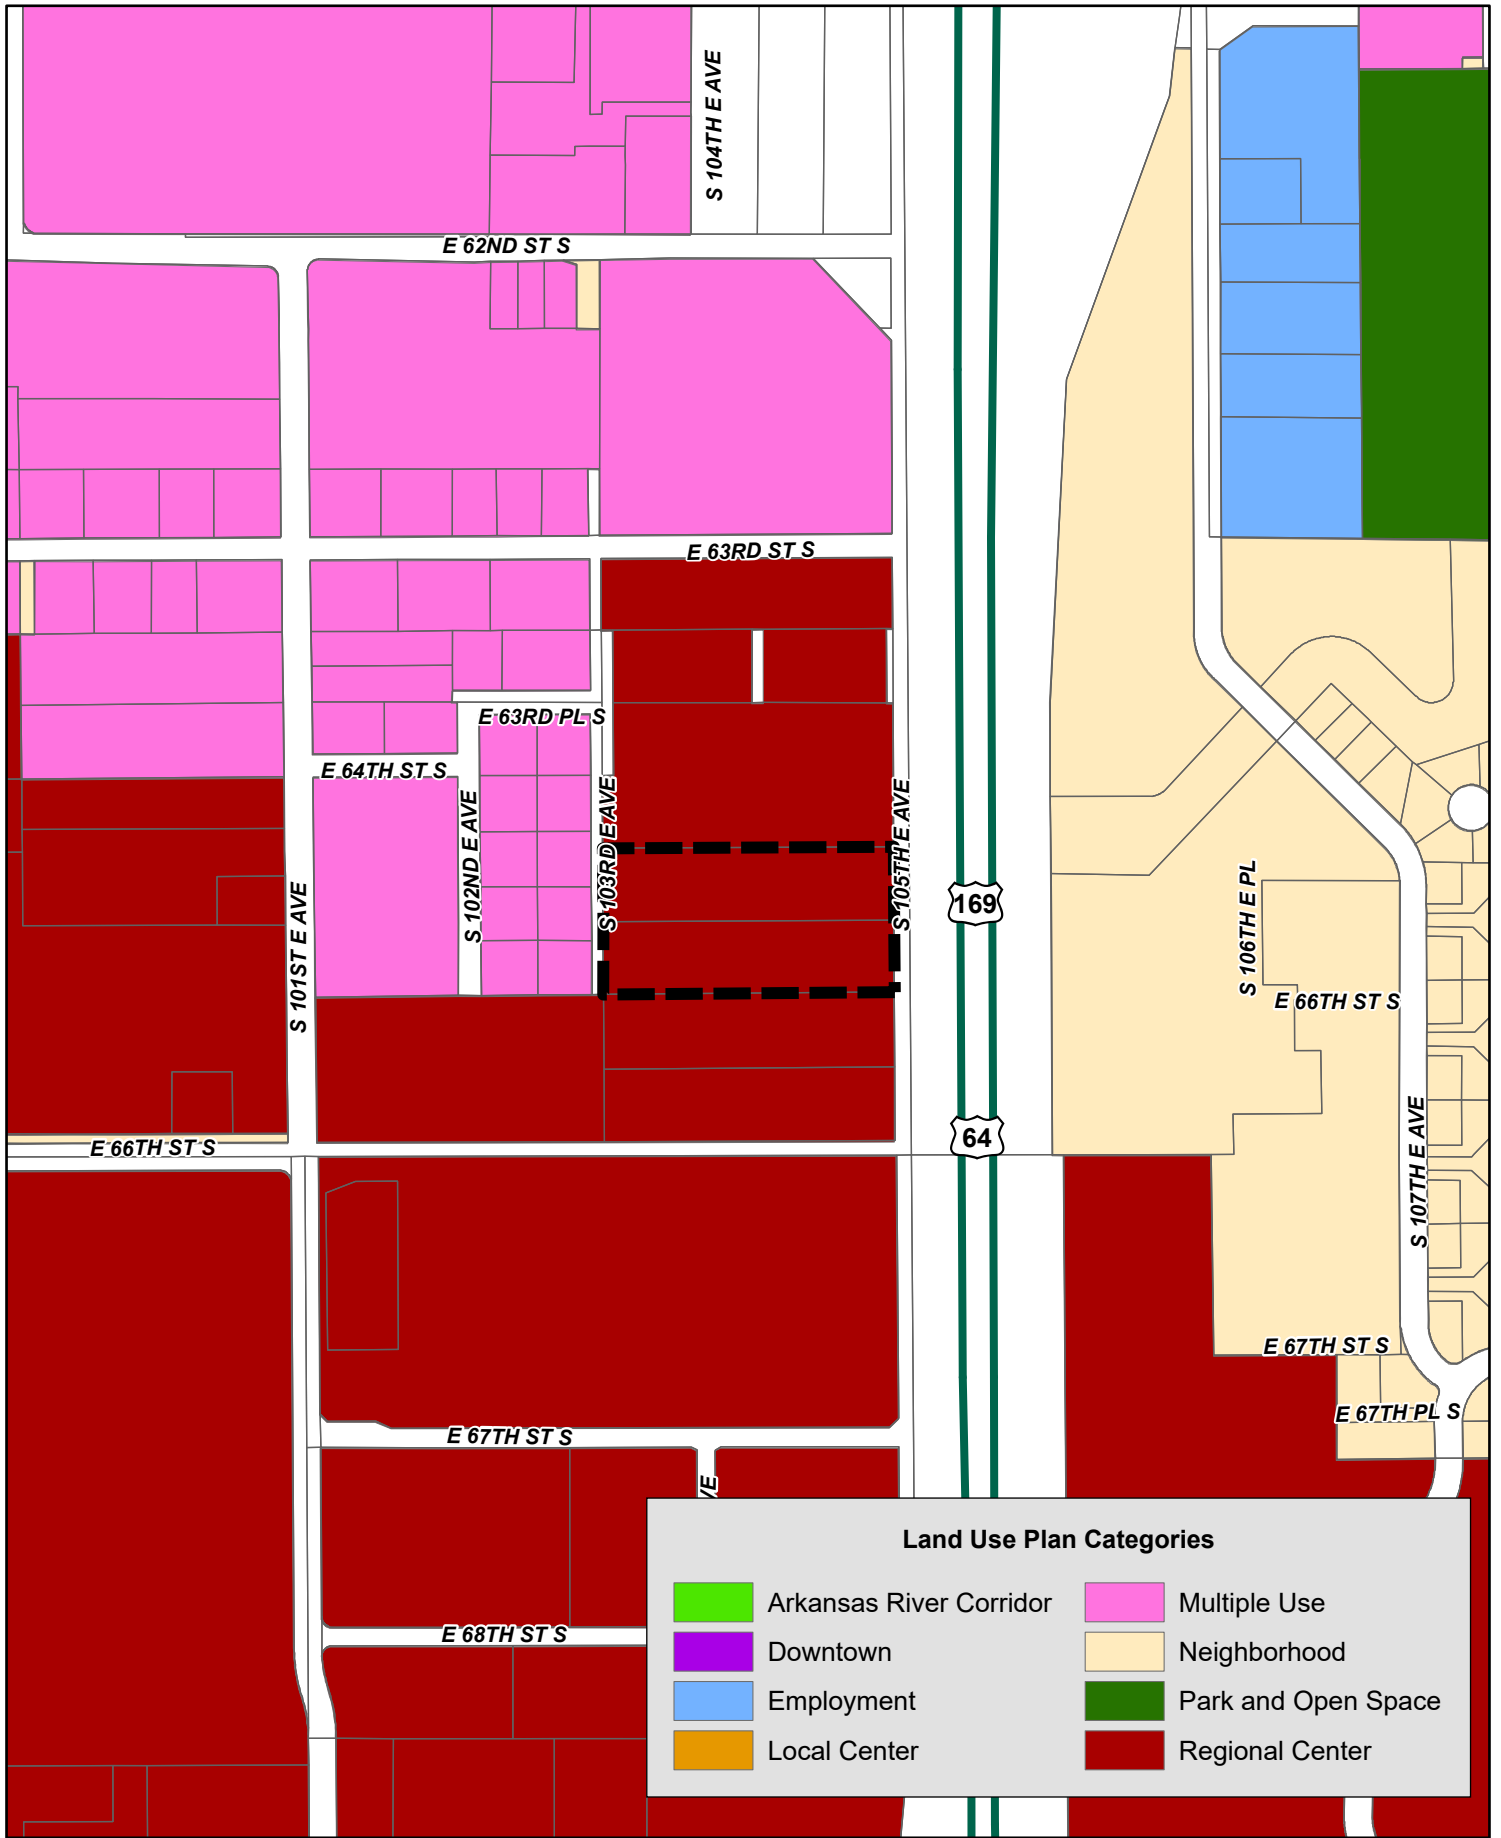 S 104TH E AVE
E 62ND ST S
E 63RD ST S
E 63RD PL S
E 64TH ST S
S 101ST E AVE
S 102ND E AVE
S 103RD E AVE
S 105TH E AVE
169
S 106TH E PL
E 66TH ST S
64
E 66TH ST S
S 107TH E AVE
E 67TH ST S
E 67TH PL S
E 67TH ST S
VE
E 68TH ST S
Land Use Plan Categories
Arkansas River Corridor
Downtown
Employment
Local Center
Multiple Use
Neighborhood
Park and Open Space
Regional Center